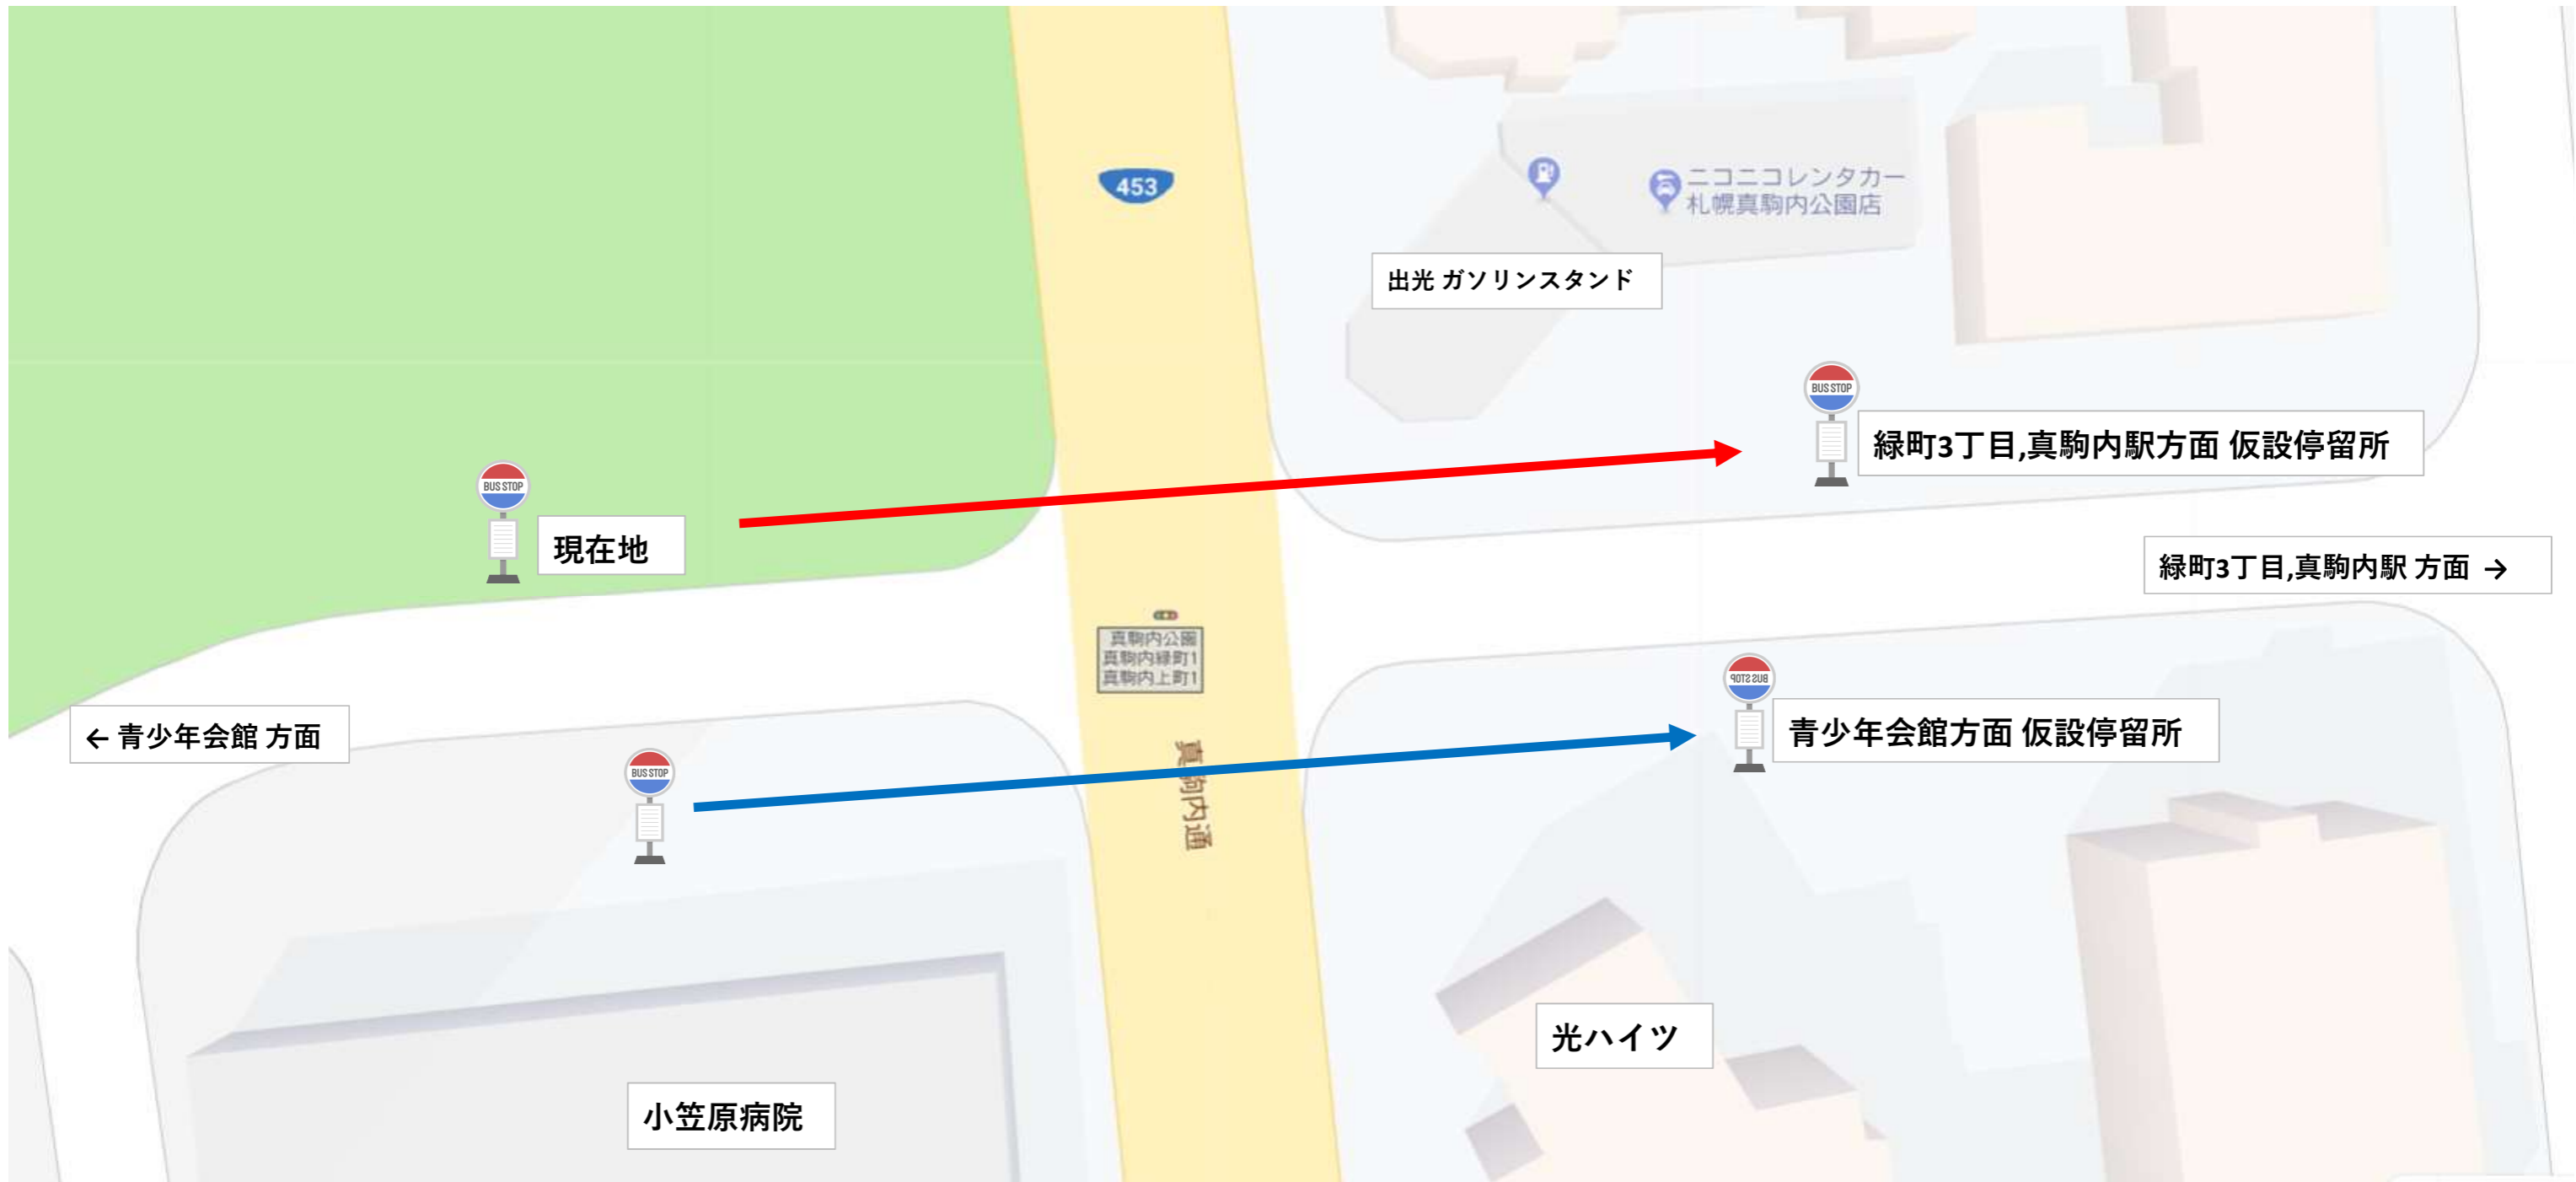 453
ニコニコレンタカー
札幌真駒内公園店
出光 ガソリンスタンド
BUS STOP
緑町3丁目,真駒内駅方面 仮設停留所
BUS STOP
現在地
緑町3丁目,真駒内駅 方面 →
真駒内公園
真駒内緑町1
真駒内上町1
← 青少年会館 方面
BUS STOP
青少年会館方面 仮設停留所
BUS STOP
真駒内通
光ハイツ
小笠原病院